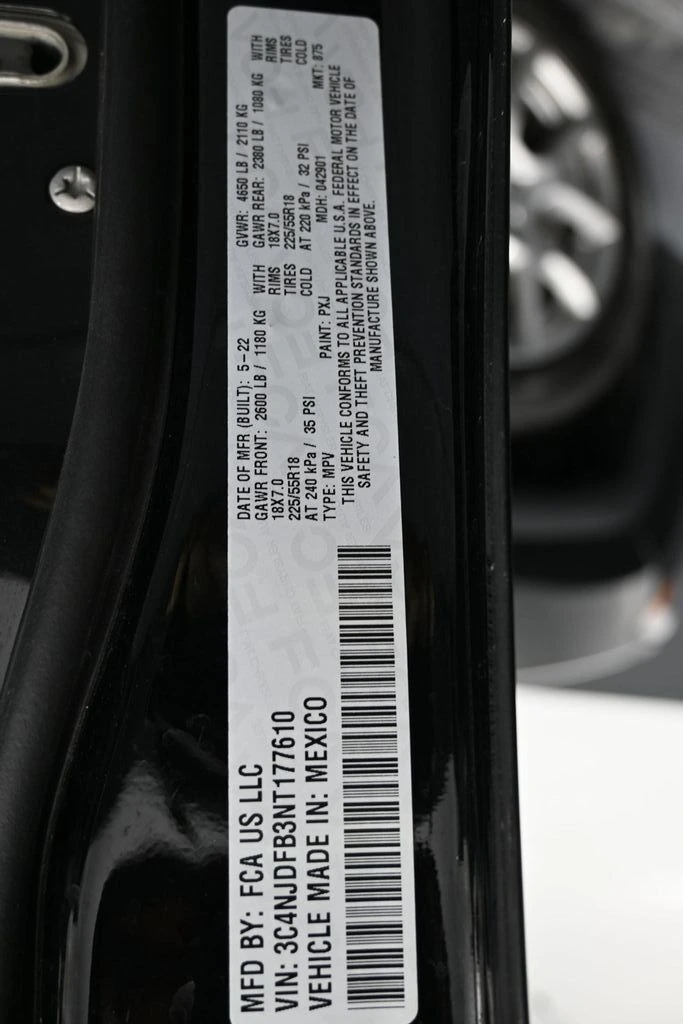 MFD BY: FCA US LLC
VIN: 3C4NJDFB3NT177610
VEHICLE MADE IN: MEXICO
DATE OF MFR (BUILT): 5-22 GVWR: 4650 LB / 2110 KG
GAWR FRONT: 2600 LB / 1180 KG WITH GAWR REAR: 2380 LB / 1080 KG WITH
18X7.0 RIMS 18X7.0 RIMS
225/55R18 TIRES 225/55R18 TIRES
AT 240 kPa / 35 PSI COLD AT 220 kPa / 32 PSI COLD
TYPE: MPV PAINT: PXJ MDH: 042901 MKT: 875
THIS VEHICLE CONFORMS TO ALL APPLICABLE U.S.A. FEDERAL MOTOR VEHICLE
SAFETY AND THEFT PREVENTION STANDARDS IN EFFECT ON THE DATE OF
MANUFACTURE SHOWN ABOVE.